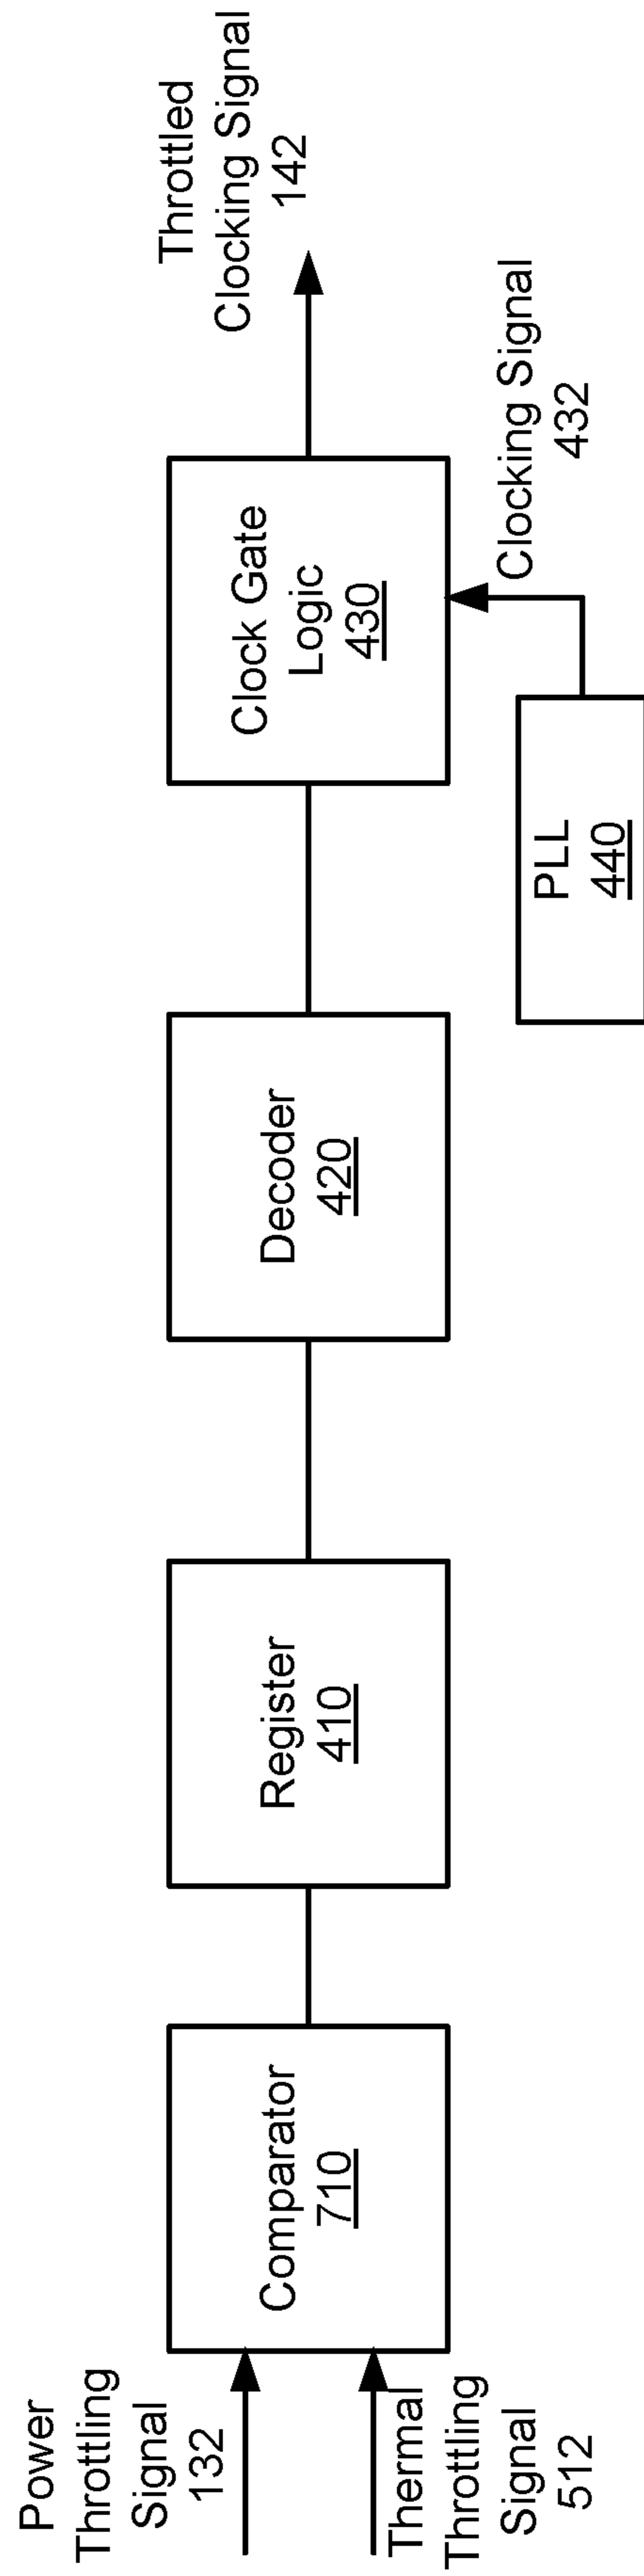 Power
Throttling
Signal
132
Thermal
Throttling
Signal
512
Comparator
710
Register
410
Decoder
420
Clock Gate
Logic
430
PLL
440
Clocking Signal
432
Throttled
Clocking Signal
142